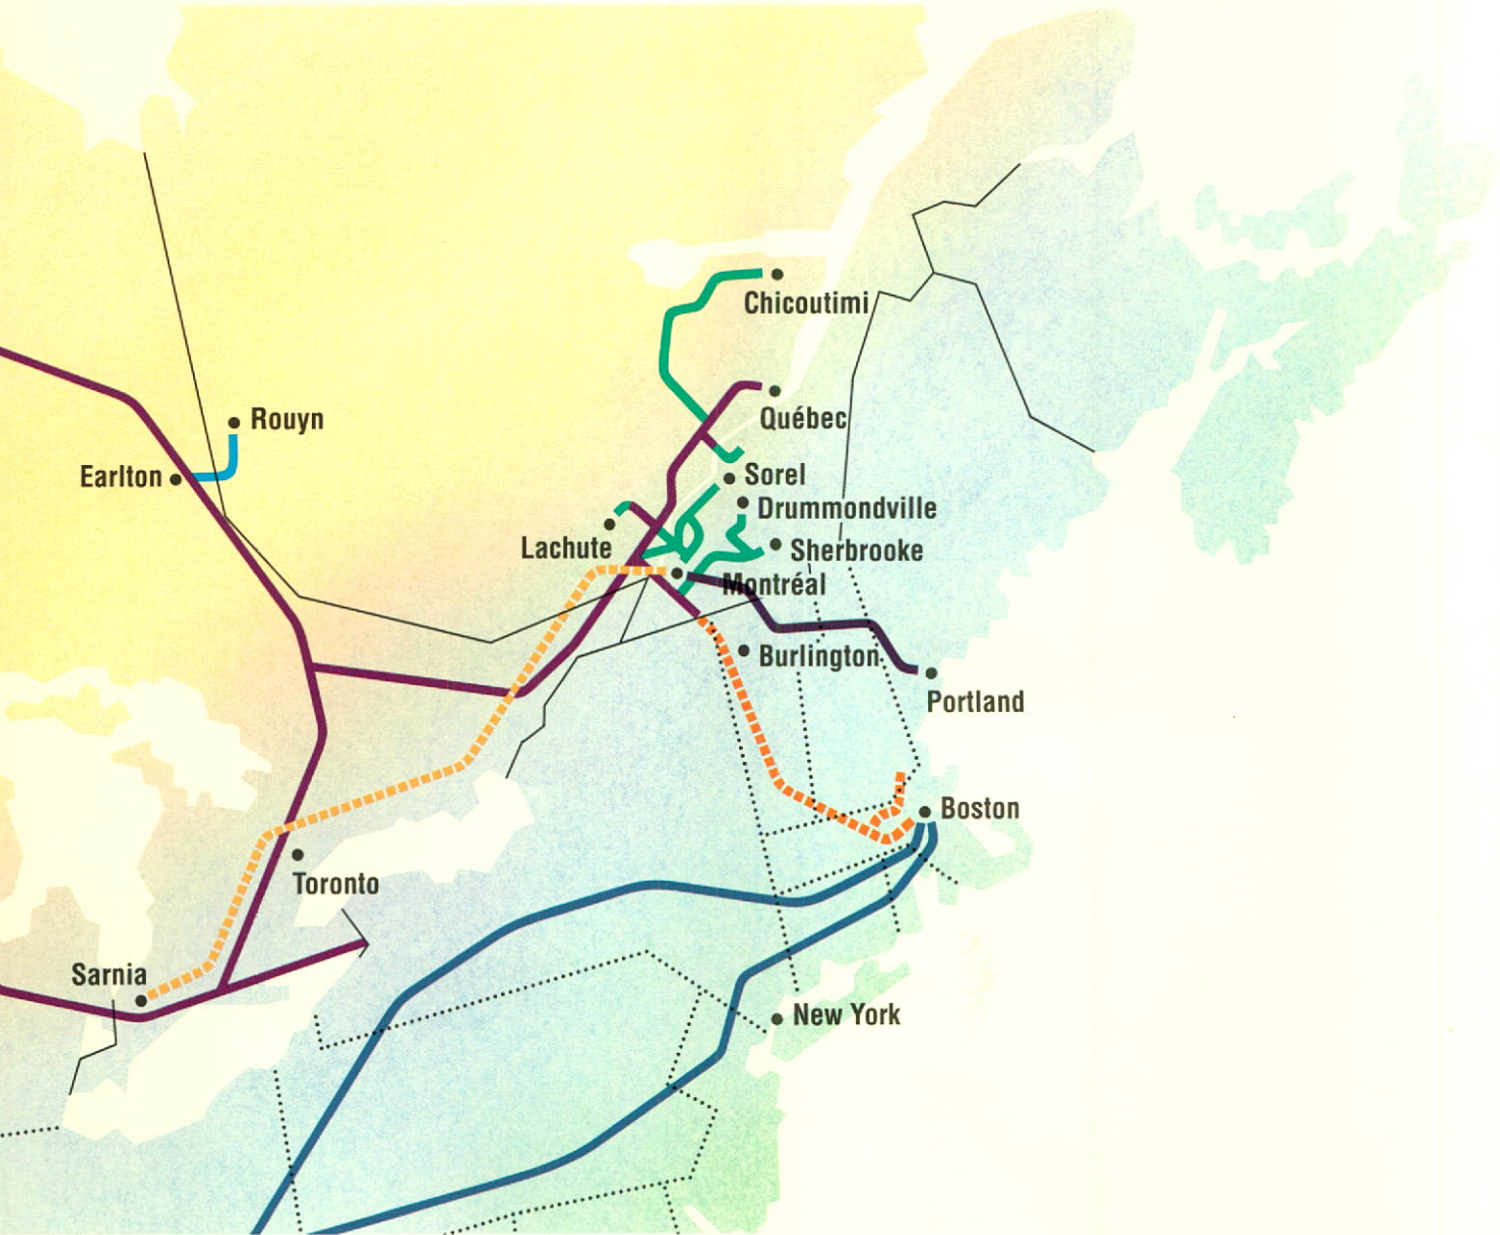 Chicoutimi
Québec
Rouyn
Earlton
Sorel
Drummondville
Lachute
Sherbrooke
Montréal
Burlington
Portland
Boston
Toronto
Sarnia
New York